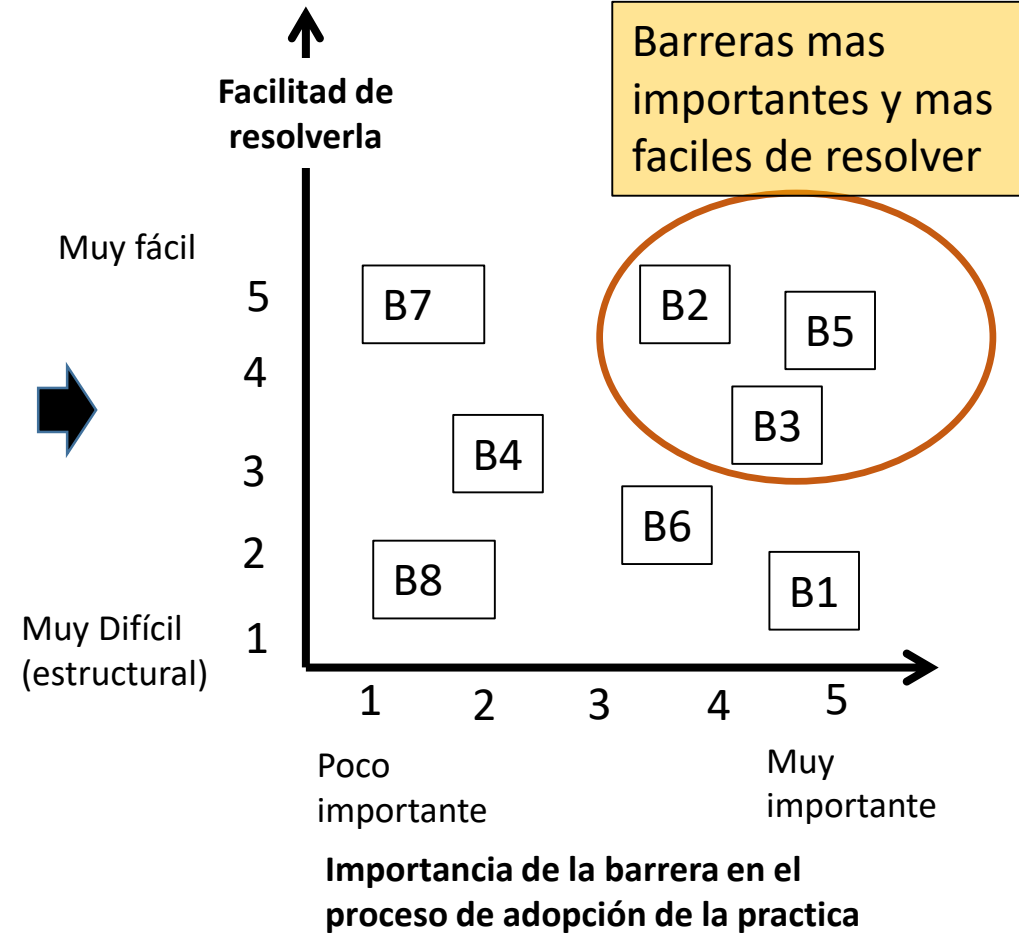 Facilitad de
resolverla
Barreras mas
importantes y mas
faciles de resolver
Muy fácil
5
4
3
2
1
Muy Difícil
(estructural)
B7
B2
B5
B3
B4
B6
B8
B1
1 2 3 4 5
Poco
importante
Muy
importante
Importancia de la barrera en el
proceso de adopción de la practica